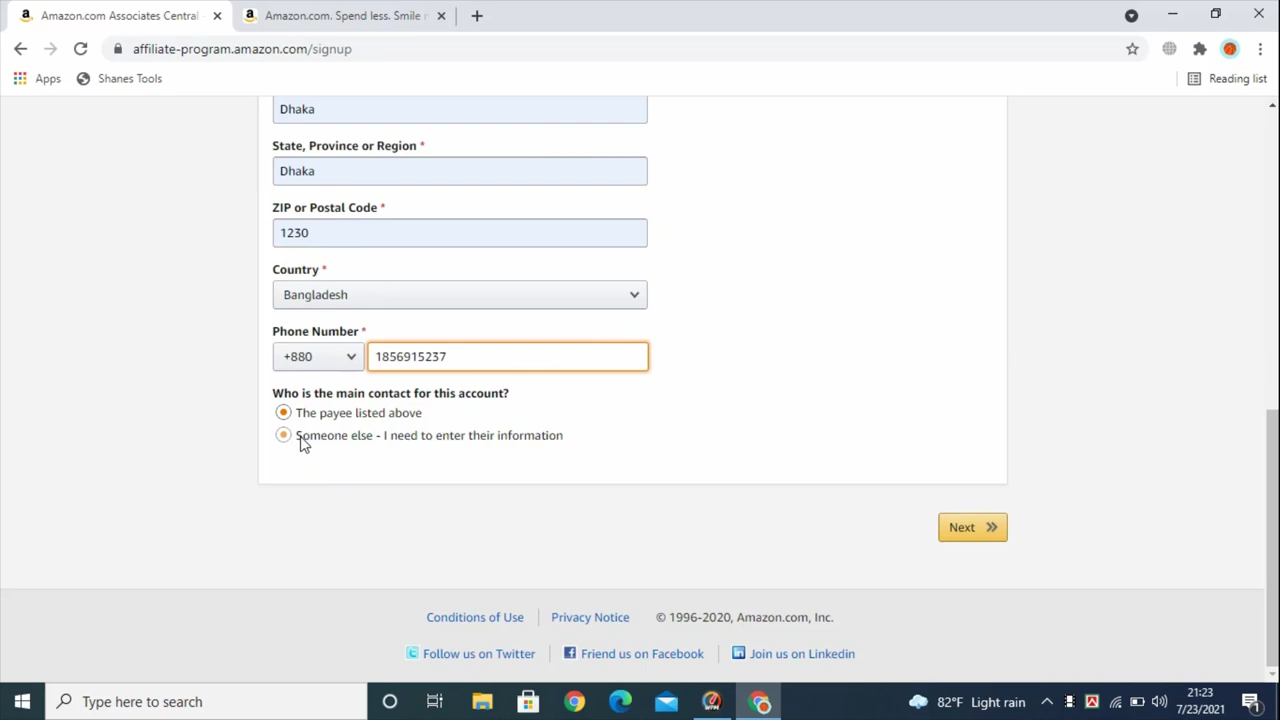 Amazon.com Associates Central -
Amazon.com. Spend less. Smile
affiliate-program.amazon.com/signup
Apps
Shanes Tools
Reading list
Dhaka
State, Province or Region *
Dhaka
ZIP or Postal Code *
1230
Country *
Bangladesh
Phone Number *
+880
1856915237
Who is the main contact for this account?
The payee listed above
Someone else - I need to enter their information
Next
Conditions of Use
Privacy Notice
© 1996-2020, Amazon.com, Inc.
Follow us on Twitter
Friend us on Facebook
Join us on Linkedin
Type here to search
82°F Light rain
21:23
7/23/2021